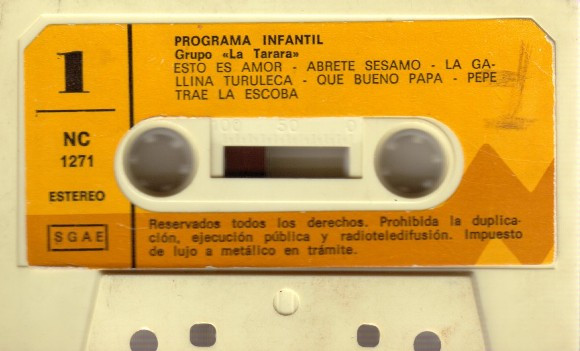 1
NC
1271
ESTEREO
SGAE
PROGRAMA INFANTIL
Grupo «La Tarara»
ESTO ES AMOR - ABRETE SESAMO - LA GA-
LLINA TURULECA - QUE BUENO PAPA - PEPE
TRAE LA ESCOBA
50 0
Reservados todos los derechos. Prohibida la duplica-
ción, ejecución pública y radioteledifusión. Impuesto
de lujo a metálico en trámite.